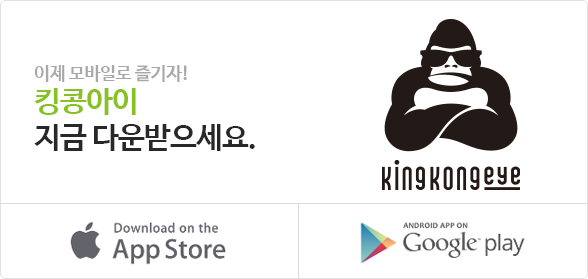 이제 모바일로 즐기자!
킹콩아이
지금 다운받으세요.
kingkongeye
Download on the
App Store
ANDROID APP ON
Google play